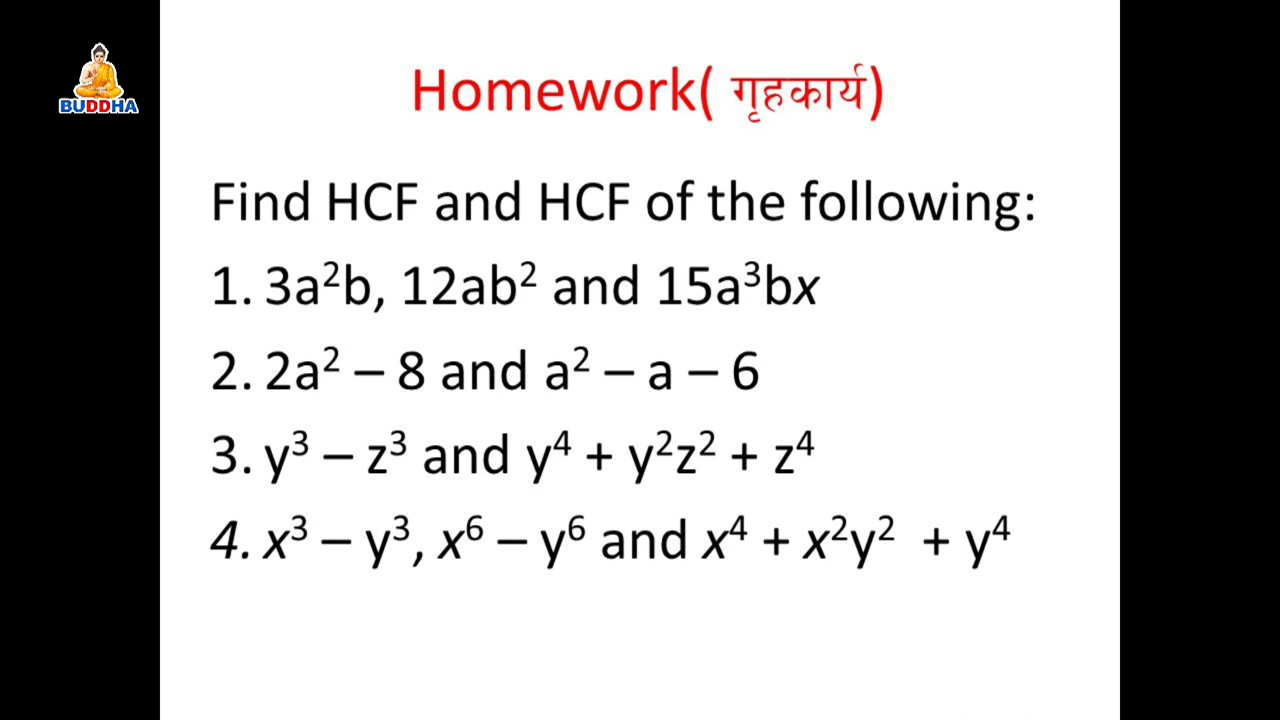 BUDDHA
Homework( गृहकार्य)
Find HCF and HCF of the following:
1. 3a²b, 12ab² and 15a³bx
2. 2a² – 8 and a² – a – 6
3. y³ – z³ and y⁴ + y²z² + z⁴
4. x³ – y³, x⁶ – y⁶ and x⁴ + x²y² + y⁴